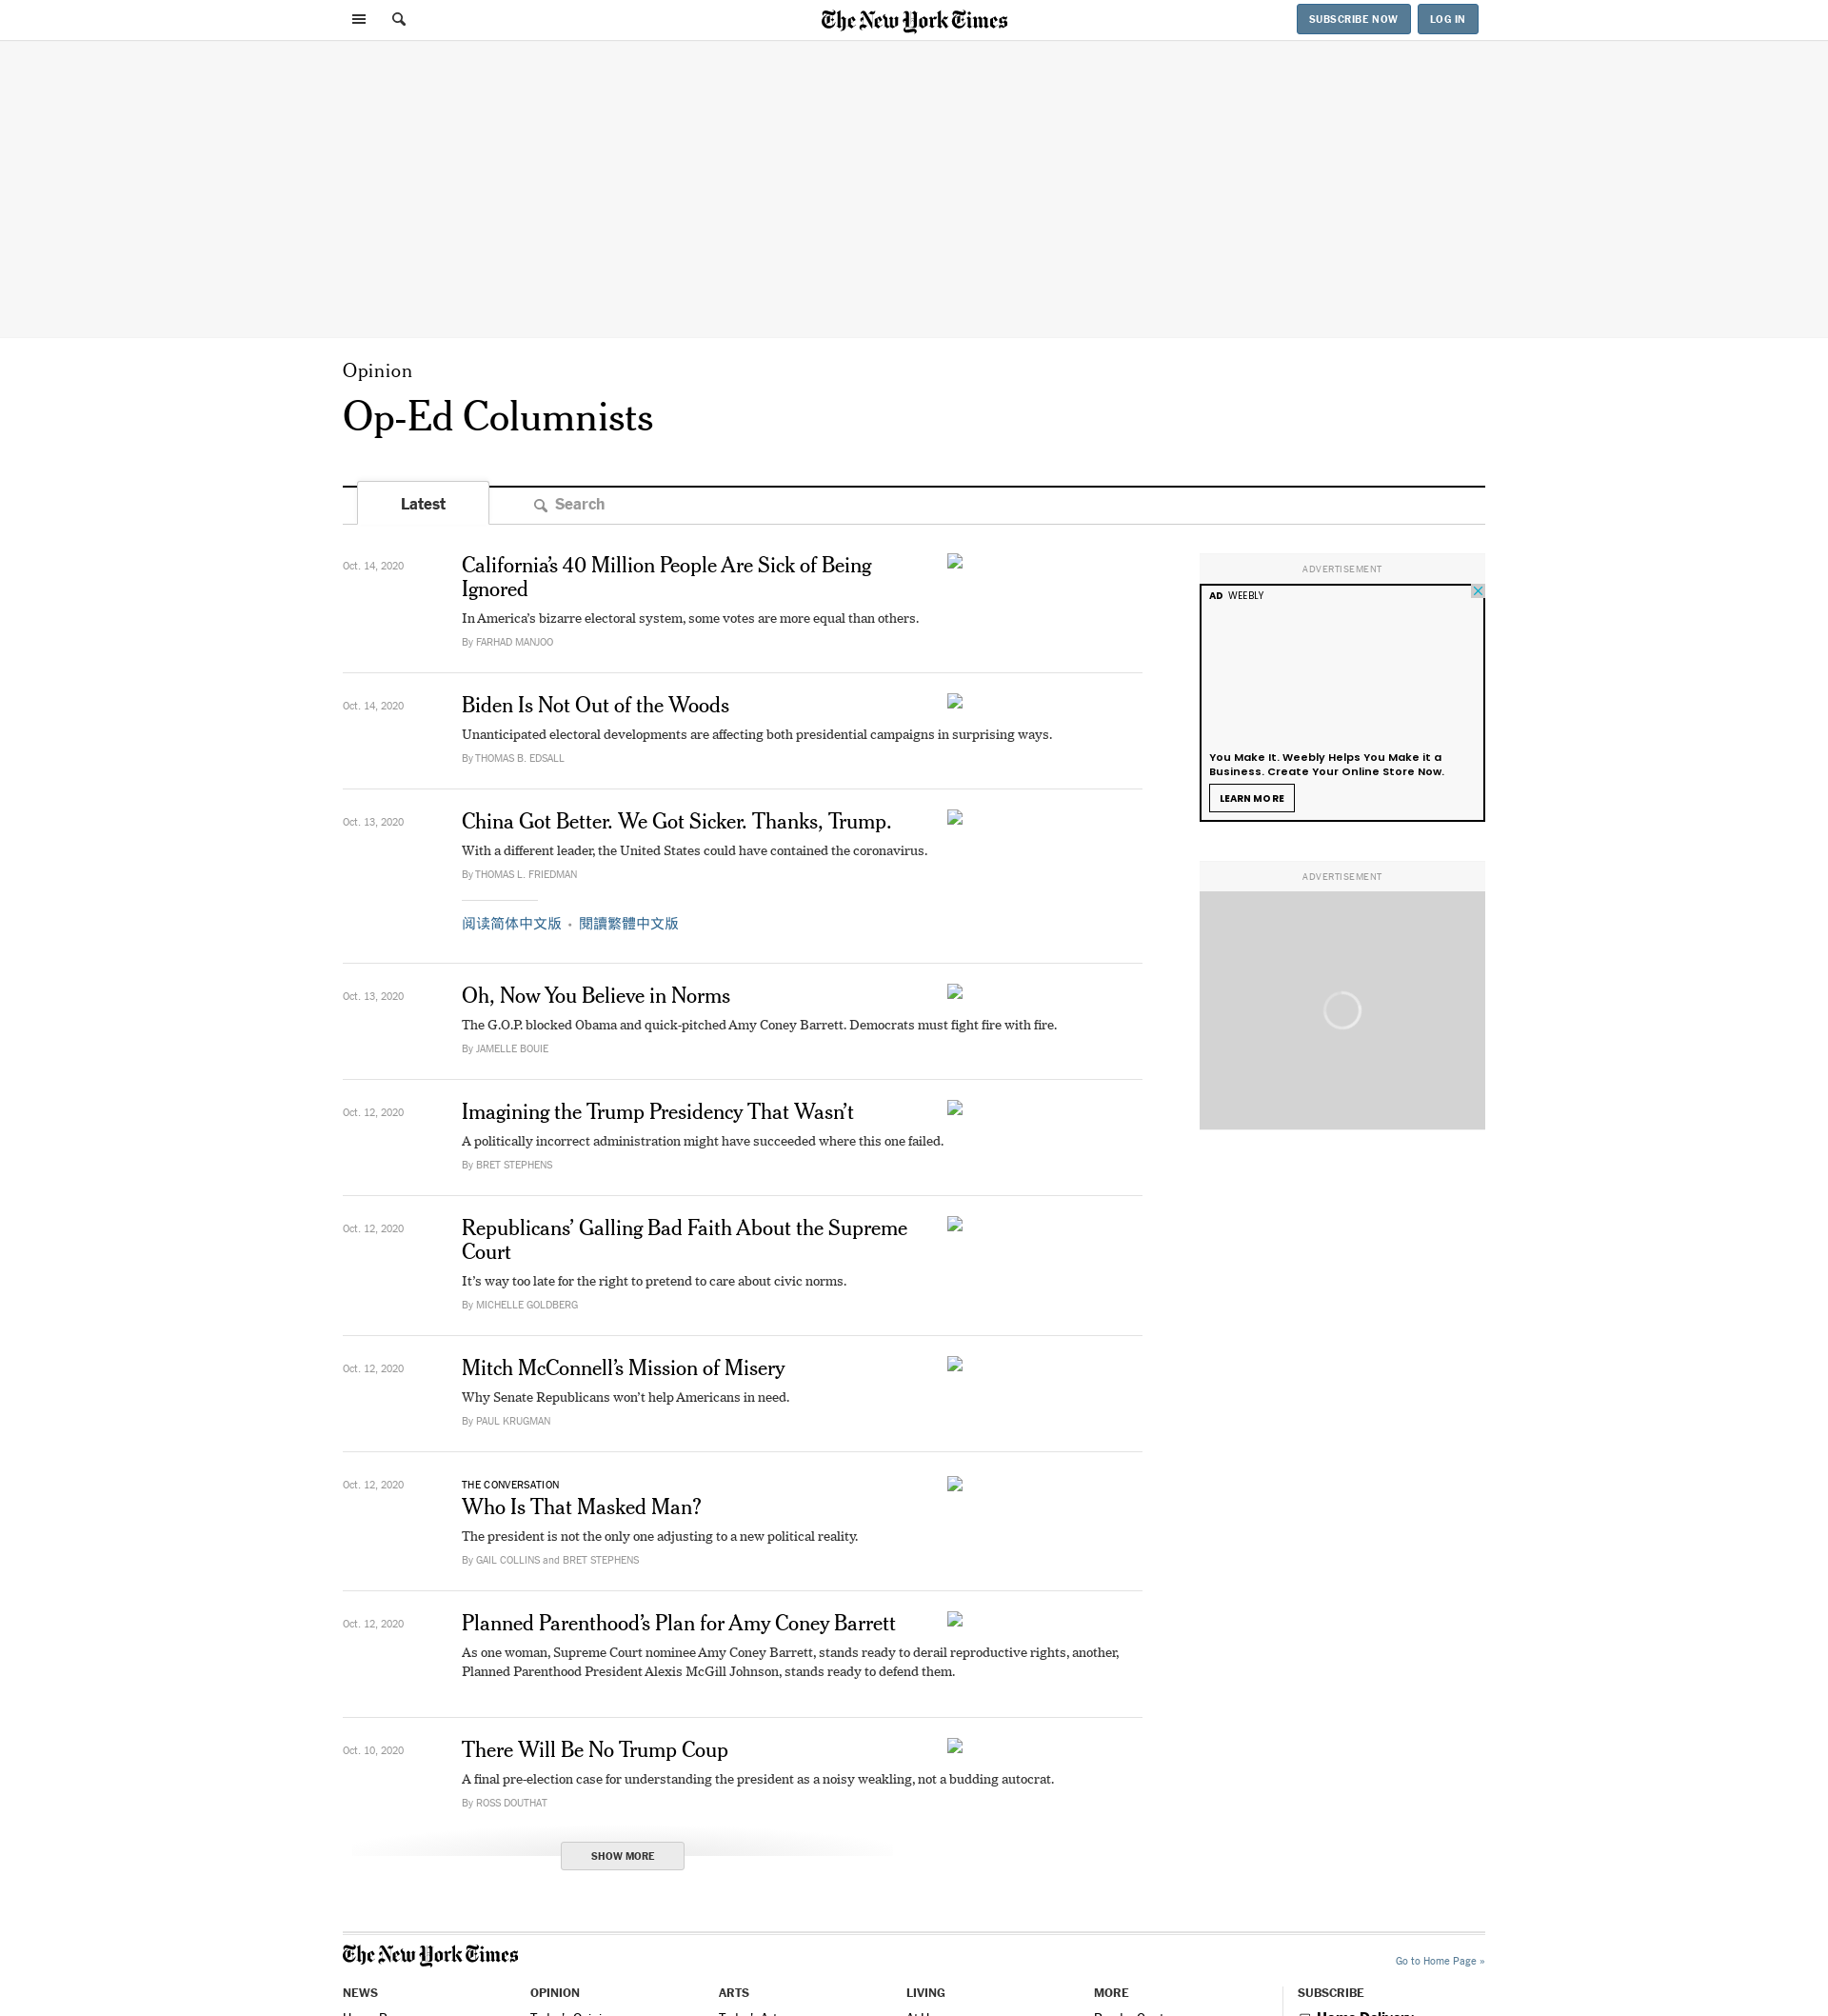 The New York Times
SUBSCRIBE NOW
LOG IN
Opinion
Op-Ed Columnists
Latest
Search
Oct. 14, 2020
California’s 40 Million People Are Sick of Being
Ignored
In America’s bizarre electoral system, some votes are more equal than others.
By FARHAD MANJOO
Oct. 14, 2020
Biden Is Not Out of the Woods
Unanticipated electoral developments are affecting both presidential campaigns in surprising ways.
By THOMAS B. EDSALL
Oct. 13, 2020
China Got Better. We Got Sicker. Thanks, Trump.
With a different leader, the United States could have contained the coronavirus.
By THOMAS L. FRIEDMAN
阅读简体中文版 • 閱讀繁體中文版
Oct. 13, 2020
Oh, Now You Believe in Norms
The G.O.P. blocked Obama and quick-pitched Amy Coney Barrett. Democrats must fight fire with fire.
By JAMELLE BOUIE
Oct. 12, 2020
Imagining the Trump Presidency That Wasn’t
A politically incorrect administration might have succeeded where this one failed.
By BRET STEPHENS
Oct. 12, 2020
Republicans’ Galling Bad Faith About the Supreme
Court
It’s way too late for the right to pretend to care about civic norms.
By MICHELLE GOLDBERG
Oct. 12, 2020
Mitch McConnell’s Mission of Misery
Why Senate Republicans won’t help Americans in need.
By PAUL KRUGMAN
Oct. 12, 2020
THE CONVERSATION
Who Is That Masked Man?
The president is not the only one adjusting to a new political reality.
By GAIL COLLINS and BRET STEPHENS
Oct. 12, 2020
Planned Parenthood’s Plan for Amy Coney Barrett
As one woman, Supreme Court nominee Amy Coney Barrett, stands ready to derail reproductive rights, another,
Planned Parenthood President Alexis McGill Johnson, stands ready to defend them.
Oct. 10, 2020
There Will Be No Trump Coup
A final pre-election case for understanding the president as a noisy weakling, not a budding autocrat.
By ROSS DOUTHAT
SHOW MORE
ADVERTISEMENT
AD WEEBLY
You Make It. Weebly Helps You Make it a
Business. Create Your Online Store Now.
LEARN MORE
ADVERTISEMENT
The New York Times
Go to Home Page »
NEWS
OPINION
ARTS
LIVING
MORE
SUBSCRIBE
Home Delivery